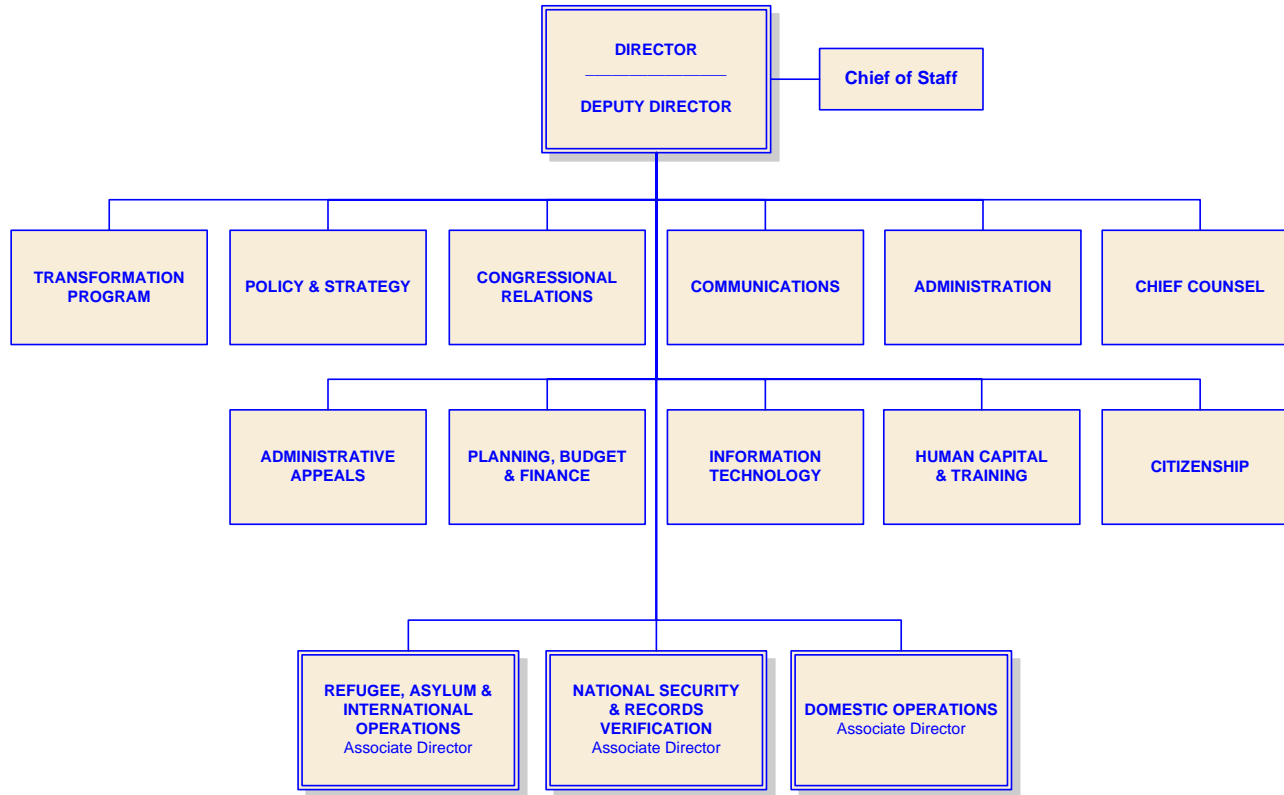 DIRECTOR
DEPUTY DIRECTOR
Chief of Staff
TRANSFORMATION
PROGRAM
POLICY & STRATEGY
CONGRESSIONAL
RELATIONS
COMMUNICATIONS
ADMINISTRATION
CHIEF COUNSEL
ADMINISTRATIVE
APPEALS
PLANNING, BUDGET
& FINANCE
INFORMATION
TECHNOLOGY
HUMAN CAPITAL
& TRAINING
CITIZENSHIP
REFUGEE, ASYLUM &
INTERNATIONAL
OPERATIONS
Associate Director
NATIONAL SECURITY
& RECORDS
VERIFICATION
Associate Director
DOMESTIC OPERATIONS
Associate Director